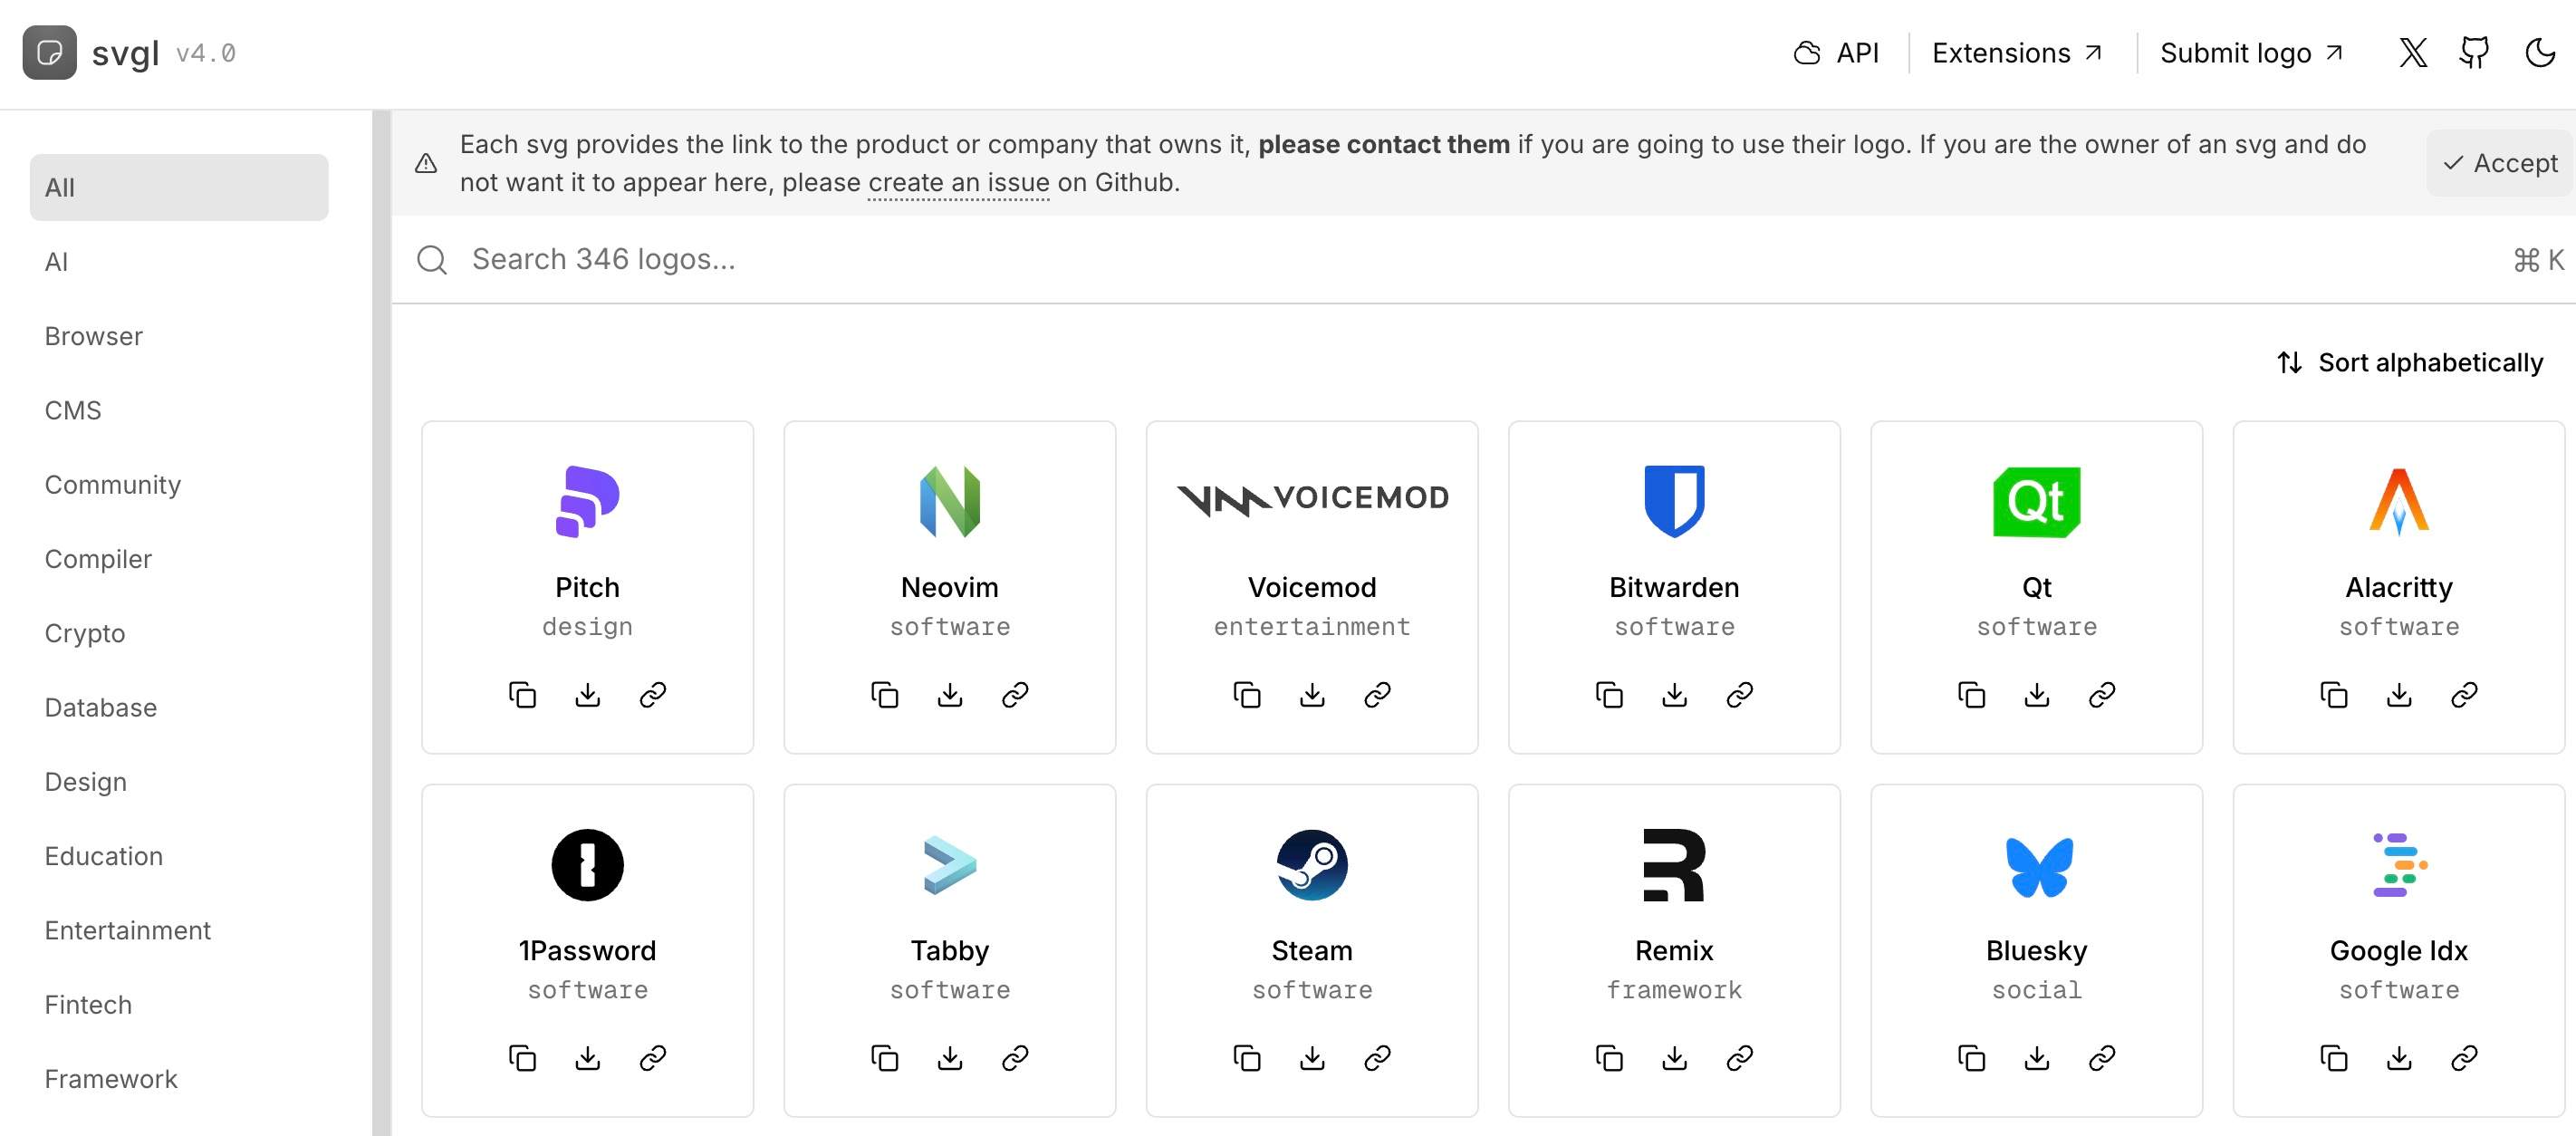 svgl v4.0
API
Extensions
Submit logo
All
AI
Browser
CMS
Community
Compiler
Crypto
Database
Design
Education
Entertainment
Fintech
Framework
Each svg provides the link to the product or company that owns it, please contact them if you are going to use their logo. If you are the owner of an svg and do
not want it to appear here, please create an issue on Github.
Accept
Search 346 logos...
⌘ K
Sort alphabetically
Pitch
design
Neovim
software
VOICEMOD
Voicemod
entertainment
Bitwarden
software
Qt
Qt
software
Alacritty
software
1Password
software
Tabby
software
Steam
software
Remix
framework
Bluesky
social
Google Idx
software